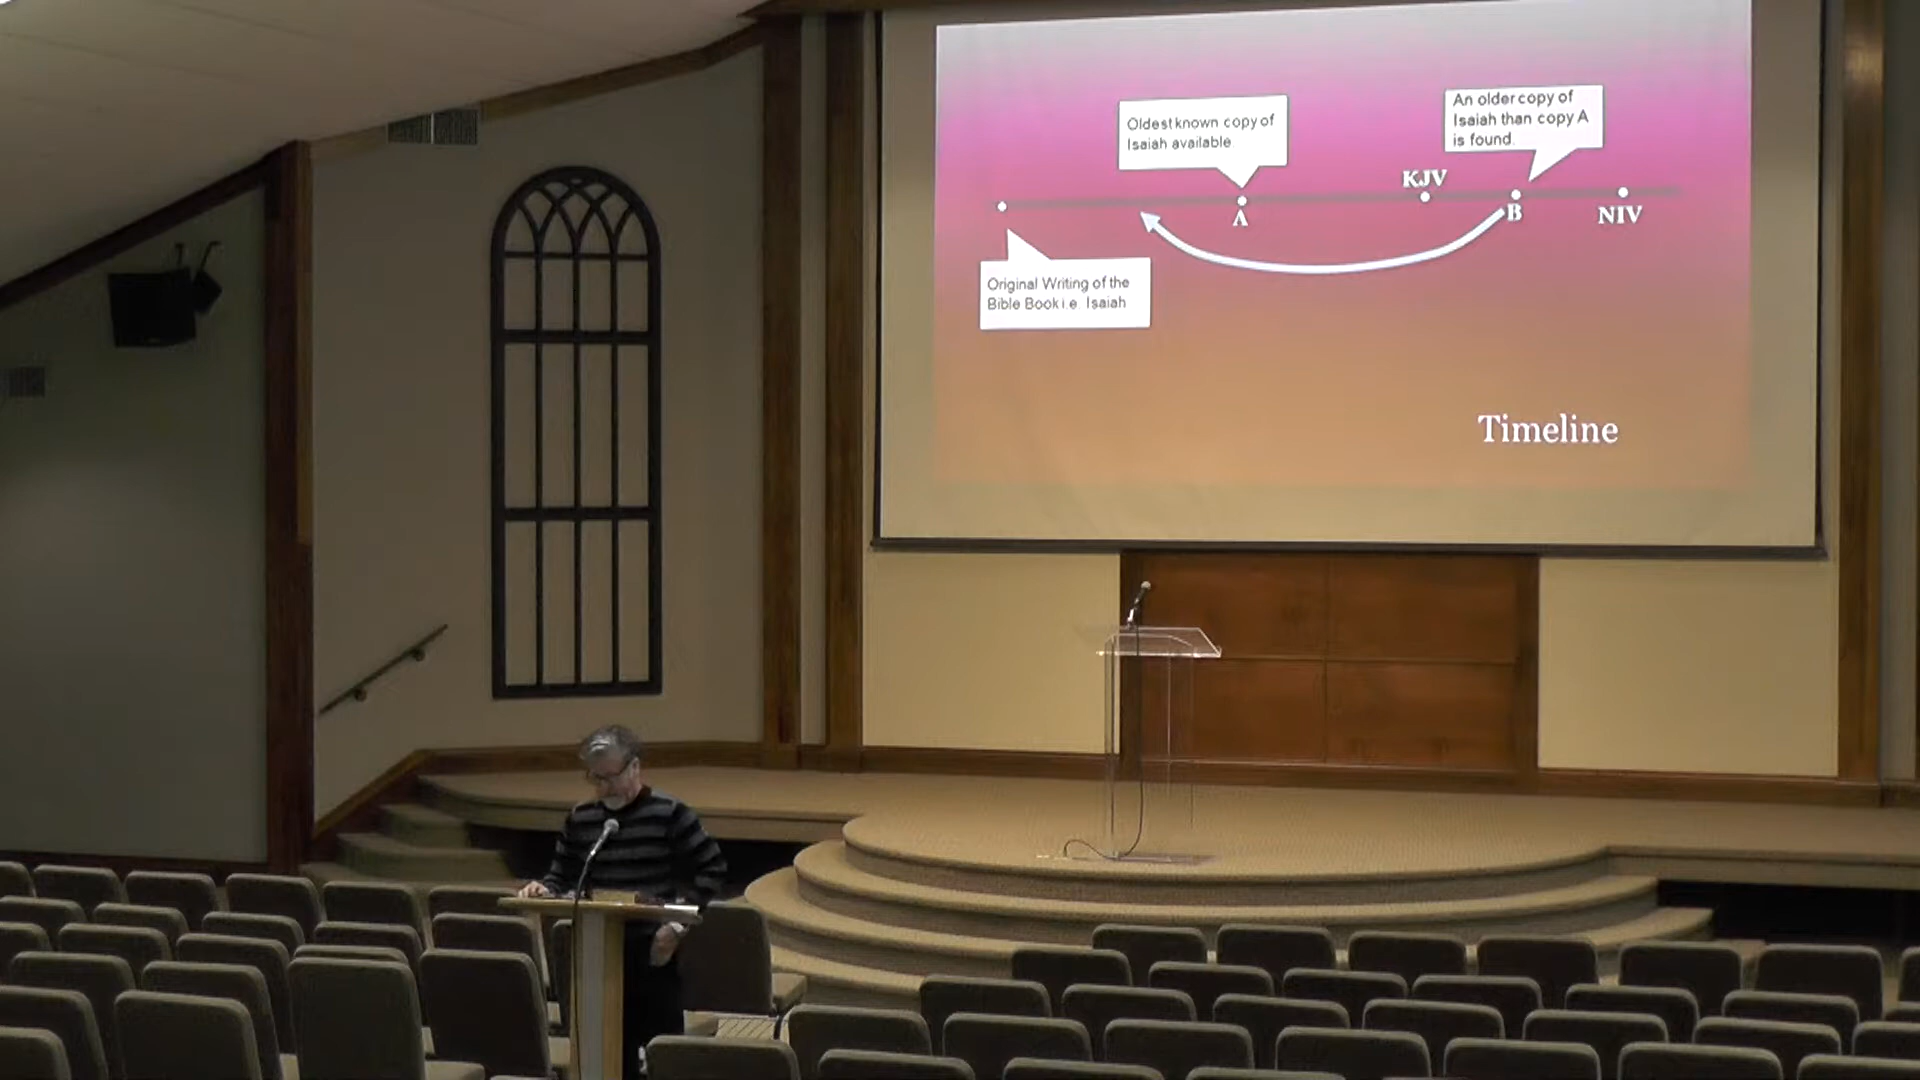 Oldest known copy of
Isaiah available.
An older copy of
Isaiah than copy A
is found.
KJV
A
B
NIV
Original Writing of the
Bible Book i.e. Isaiah
Timeline